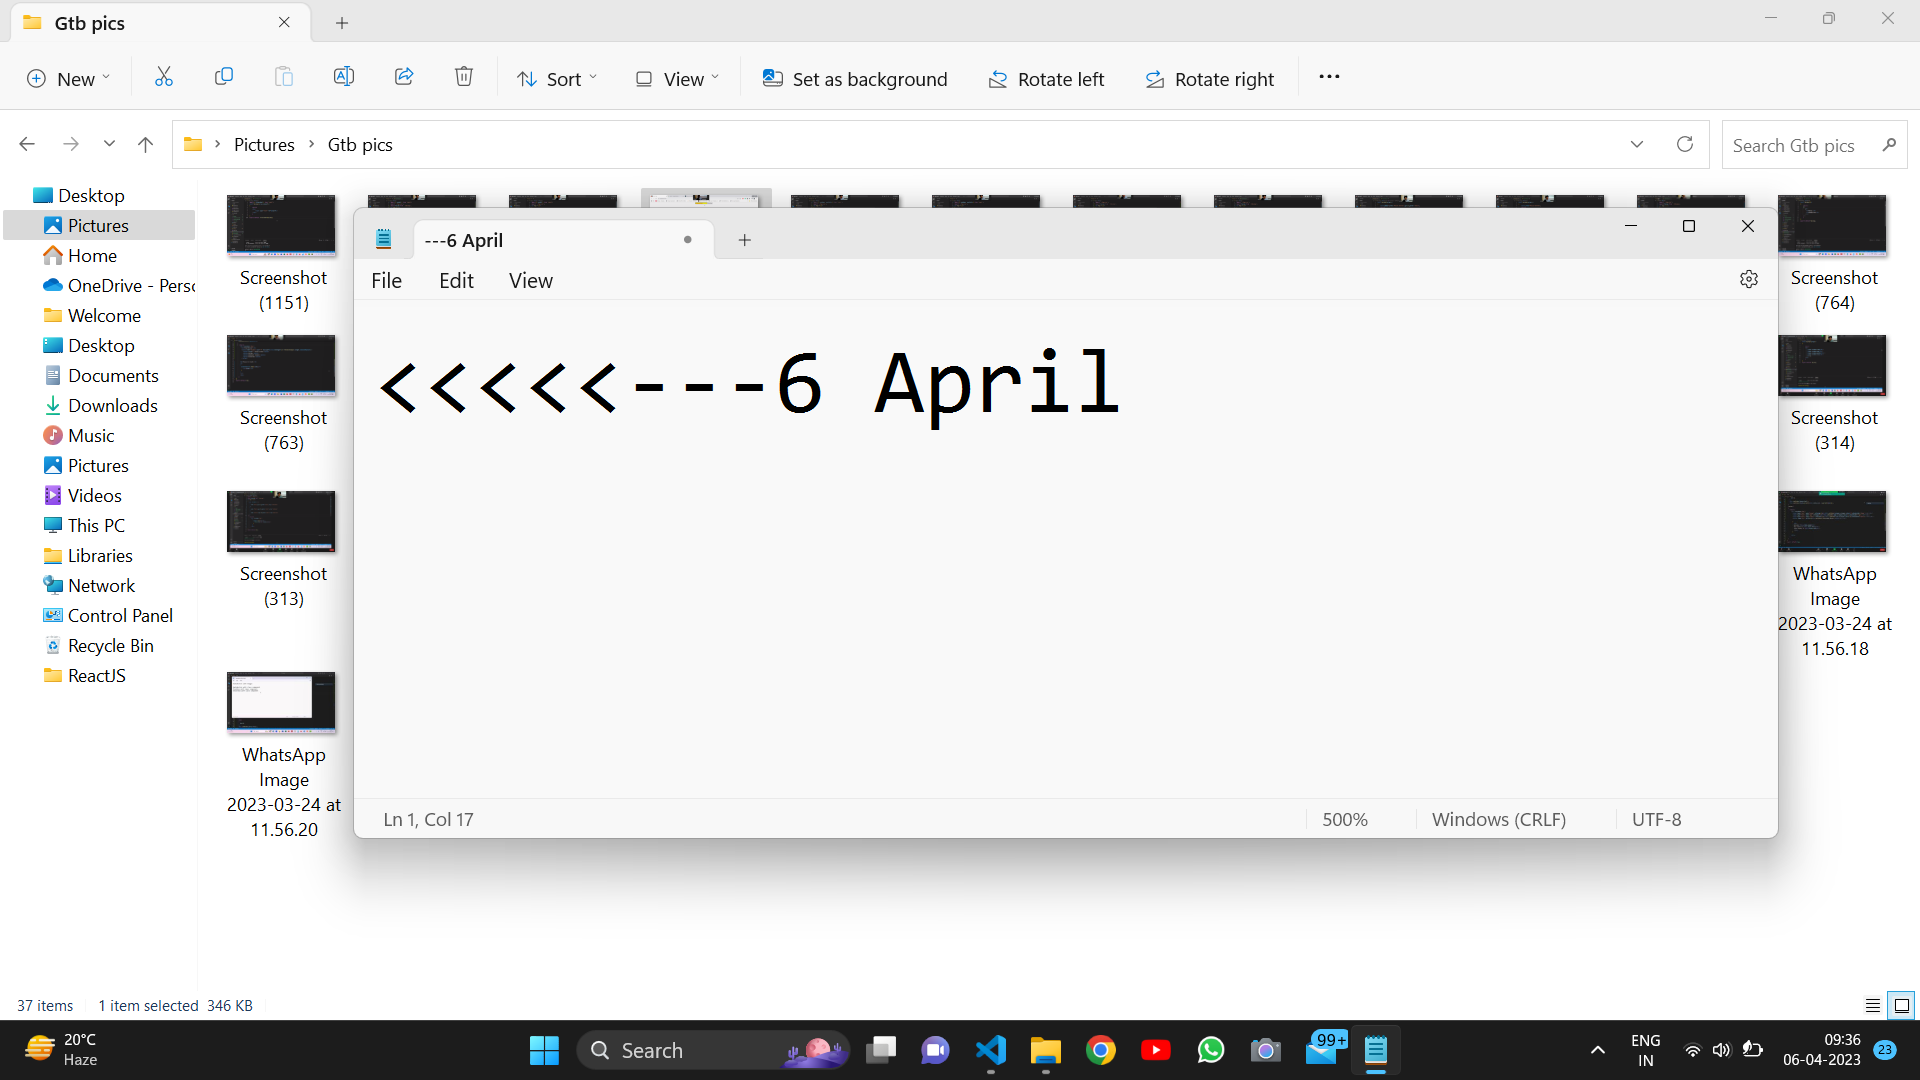 Gtb pics
New
Sort
View
Set as background
Rotate left
Rotate right
Pictures
Gtb pics
Search Gtb pics
Desktop
Pictures
Home
OneDrive - Perso
Welcome
Desktop
Documents
Downloads
Music
Pictures
Videos
This PC
Libraries
Network
Control Panel
Recycle Bin
ReactJS
Screenshot
(1151)
Screenshot
(763)
Screenshot
(313)
WhatsApp
Image
2023-03-24 at
11.56.20
---6 April
File
Edit
View
<<<<<---6 April
Ln 1, Col 17
500%
Windows (CRLF)
UTF-8
Screenshot
(764)
Screenshot
(314)
WhatsApp
Image
2023-03-24 at
11.56.18
37 items
1 item selected 346 KB
20°C
Haze
Search
99+
ENG
IN
09:36
06-04-2023
23